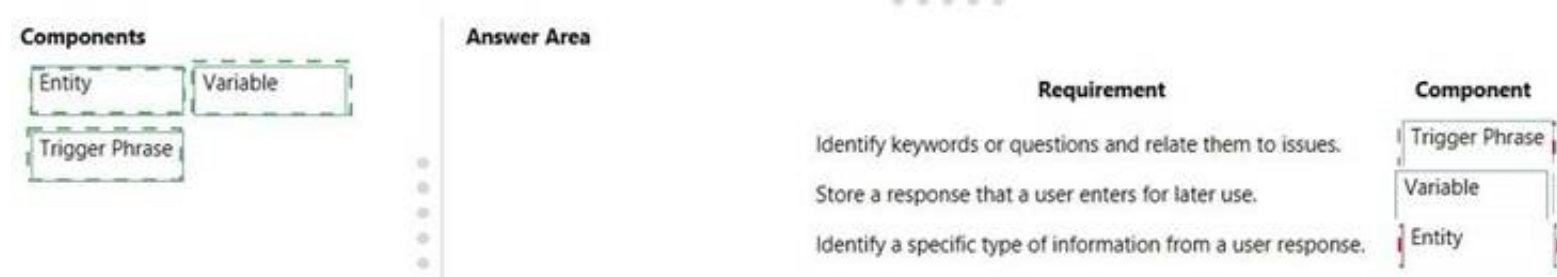 Components
Entity
Variable
Trigger Phrase
Answer Area
Requirement Component
Identify keywords or questions and relate them to issues. Trigger Phrase
Store a response that a user enters for later use. Variable
Identify a specific type of information from a user response. Entity